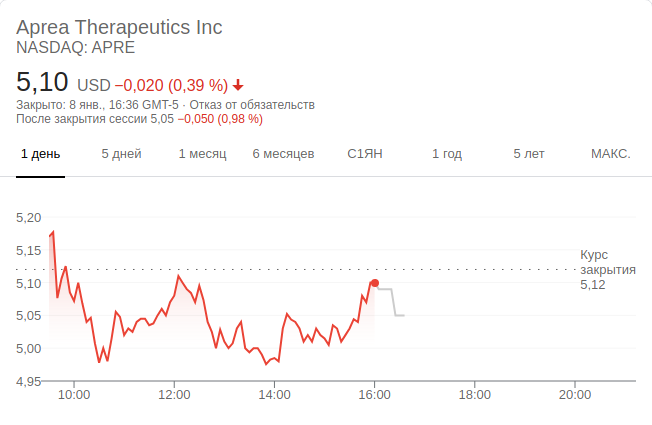 Aprea Therapeutics Inc
NASDAQ: APRE
5,10 USD −0,020 (0,39 %)
Закрыто: 8 янв., 16:36 GMT-5 · Отказ от обязательств
После закрытия сессии 5,05 −0,050 (0,98 %)
1 день 5 дней 1 месяц 6 месяцев С1ЯН 1 год 5 лет МАКС.
5,20
5,15
5,10
5,05
5,00
4,95
Курс
закрытия
5,12
10:00 12:00 14:00 16:00 18:00 20:00